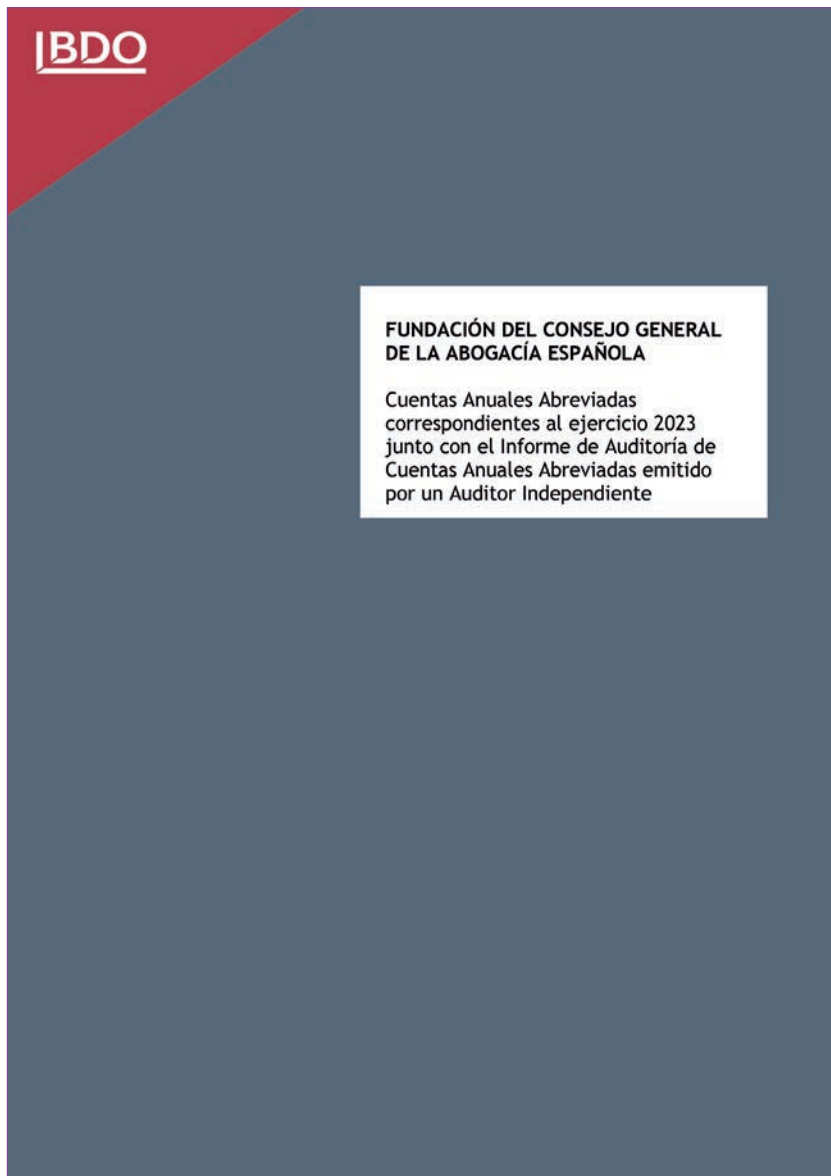 BDO
FUNDACIÓN DEL CONSEJO GENERAL
DE LA ABOGACÍA ESPAÑOLA
Cuentas Anuales Abreviadas
correspondientes al ejercicio 2023
junto con el Informe de Auditoría de
Cuentas Anuales Abreviadas emitido
por un Auditor Independiente